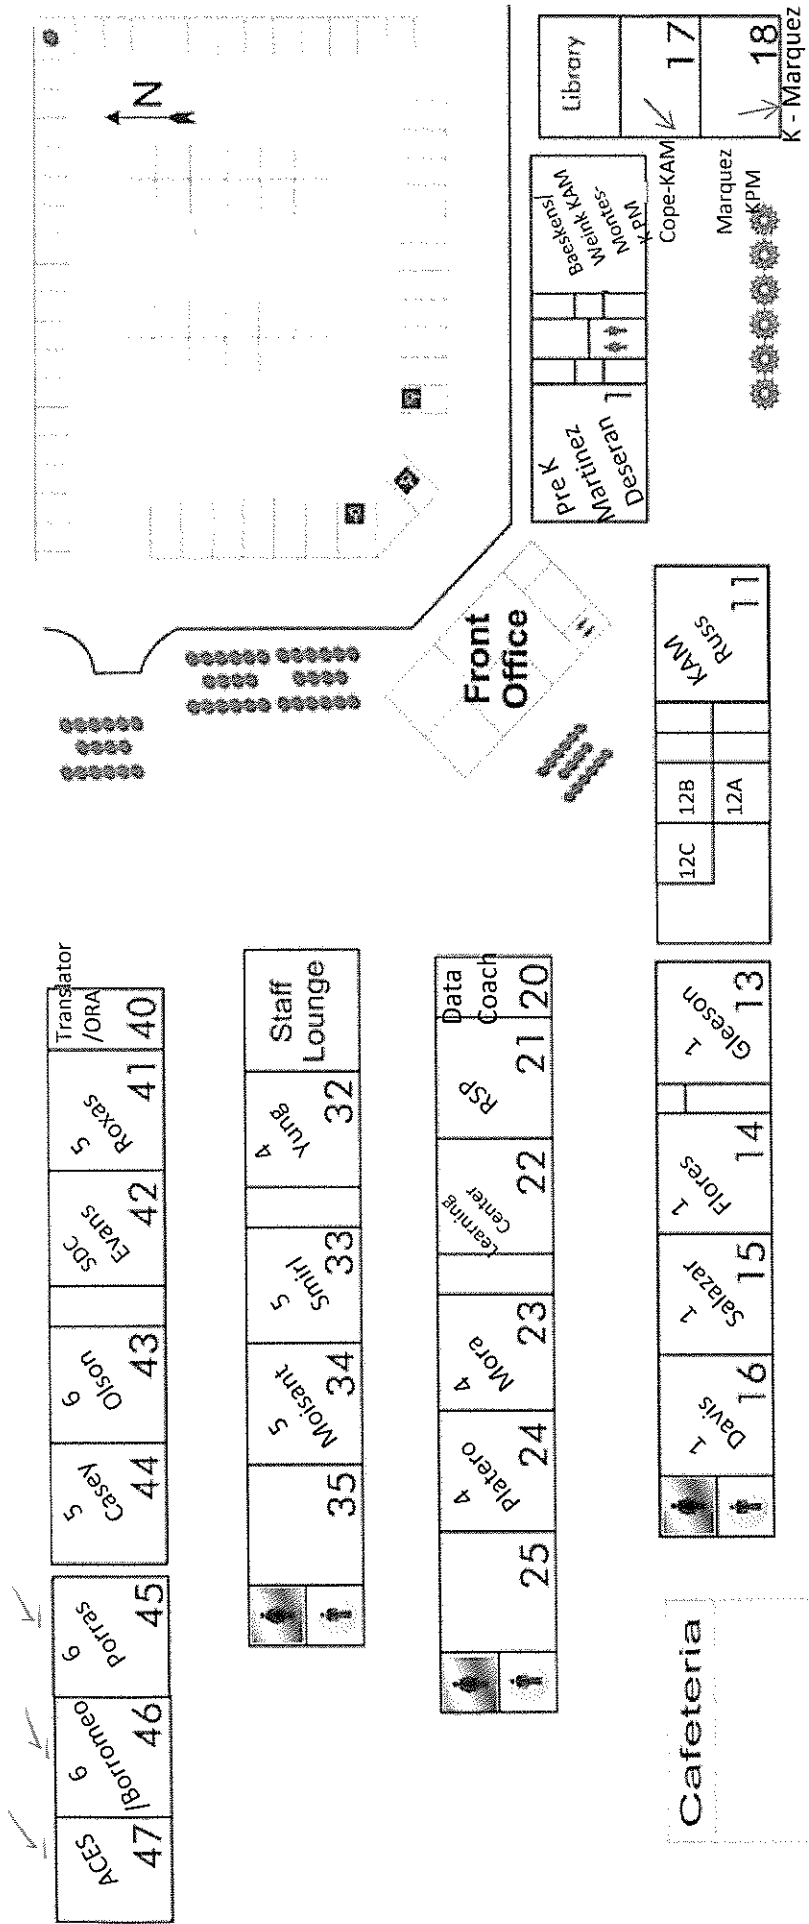 N
Library
17
18
K - Marquez
Cope-KAM
Marquez
KPM
Baeskens/
Weink KAM
Montes-
K PM
Pre K
Martinez
Deseran
1
Front
Office
KAM
Russ
11
12B
12A
12C
Translator
/ORA
40
5
Roxas
41
SDC
Evans
42
6
Olson
43
5
Casey
44
6
Porras
45
6
/Borromeo
46
ACES
47
Staff
Lounge
4
Yung
32
5
Smirl
33
5
Moisant
34
35
Data
Coach
20
RSP
21
Learning
Center
22
4
Mora
23
4
Platero
24
25
1
Gleeson
13
1
Flores
14
1
Salazar
15
1
Davis
16
Cafeteria